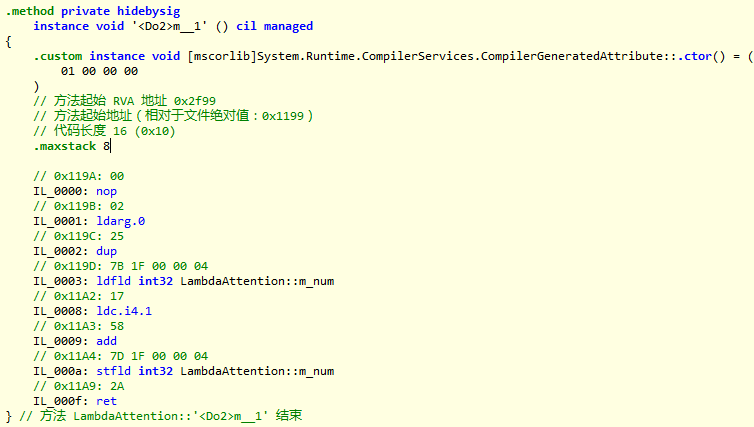 .method private hidebysig
    instance void '<Do2>m__1' () cil managed
{
    .custom instance void [mscorlib]System.Runtime.CompilerServices.CompilerGeneratedAttribute::.ctor() = (
        01 00 00 00
    )
    // 方法起始 RVA 地址 0x2f99
    // 方法起始地址（相对于文件绝对值：0x1199）
    // 代码长度 16 (0x10)
    .maxstack 8

    // 0x119A: 00
    IL_0000: nop
    // 0x119B: 02
    IL_0001: ldarg.0
    // 0x119C: 25
    IL_0002: dup
    // 0x119D: 7B 1F 00 00 04
    IL_0003: ldfld int32 LambdaAttention::m_num
    // 0x11A2: 17
    IL_0008: ldc.i4.1
    // 0x11A3: 58
    IL_0009: add
    // 0x11A4: 7D 1F 00 00 04
    IL_000a: stfld int32 LambdaAttention::m_num
    // 0x11A9: 2A
    IL_000f: ret
} // 方法 LambdaAttention::'<Do2>m__1' 结束